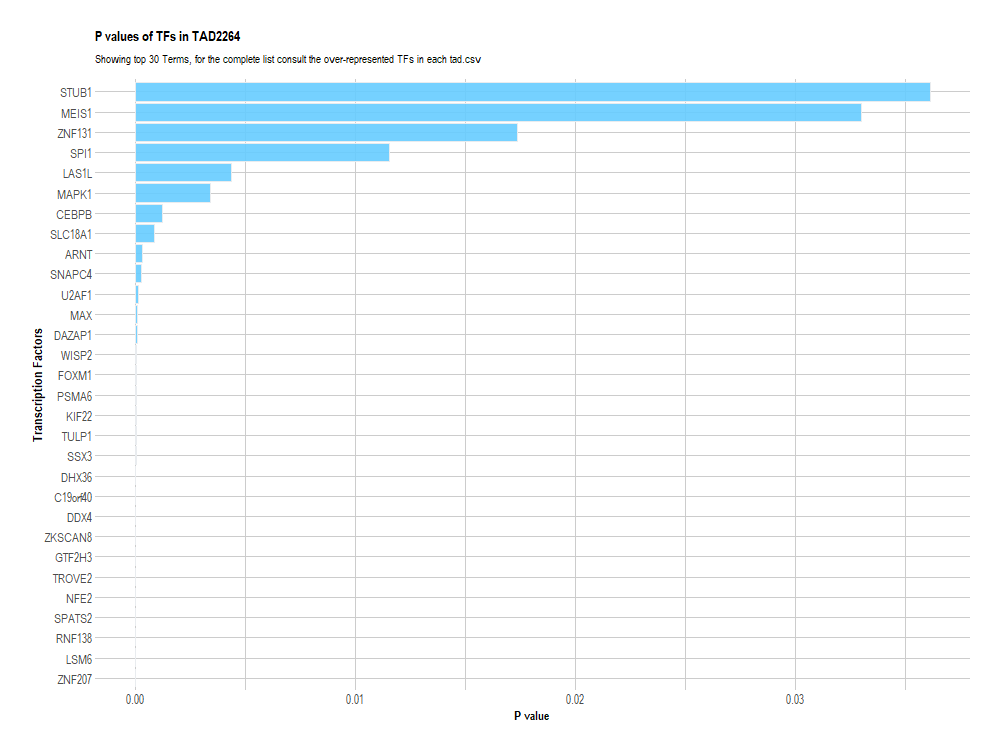 P values of TFs in TAD2264
Showing top 30 Terms, for the complete list consult the over-represented TFs in each tad.csv
Transcription Factors
STUB1
MEIS1
ZNF131
SPI1
LAS1L
MAPK1
CEBPB
SLC18A1
ARNT
SNAPC4
U2AF1
MAX
DAZAP1
WISP2
FOXM1
PSMA6
KIF22
TULP1
SSX3
DHX36
C19orf40
DDX4
ZKSCAN8
GTF2H3
TROVE2
NFE2
SPATS2
RNF138
LSM6
ZNF207
0.00 0.01 0.02 0.03
P value